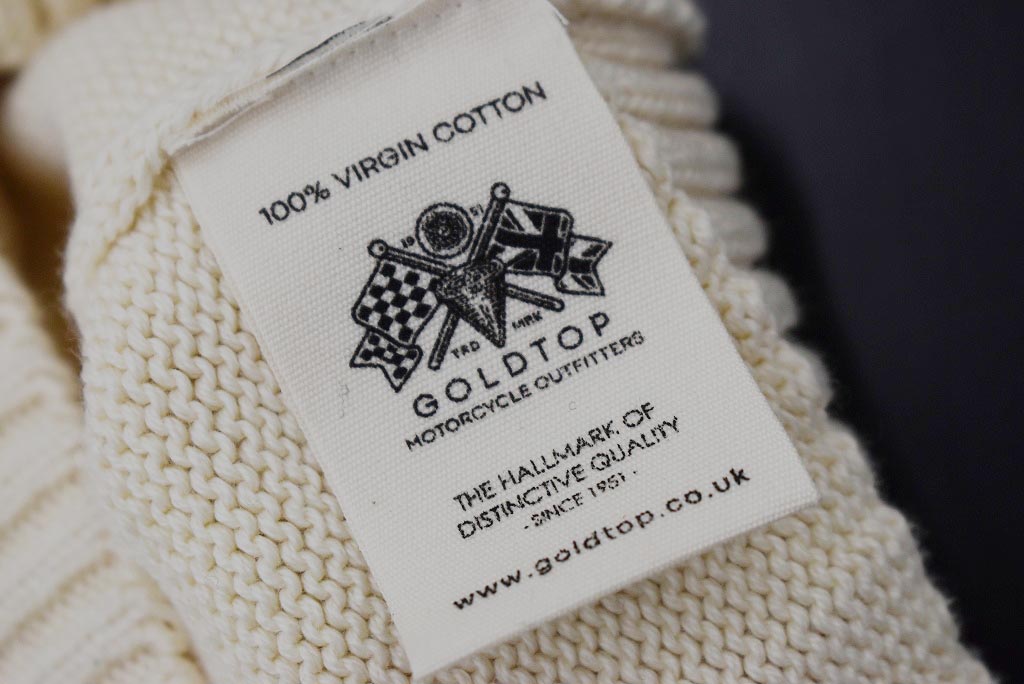 100% VIRGIN COTTON
19 51
TRD MRK
GOLDTOP
MOTORCYCLE OUTFITTERS
THE HALLMARK OF
DISTINCTIVE QUALITY
- SINCE 1951 -
www.goldtop.co.uk